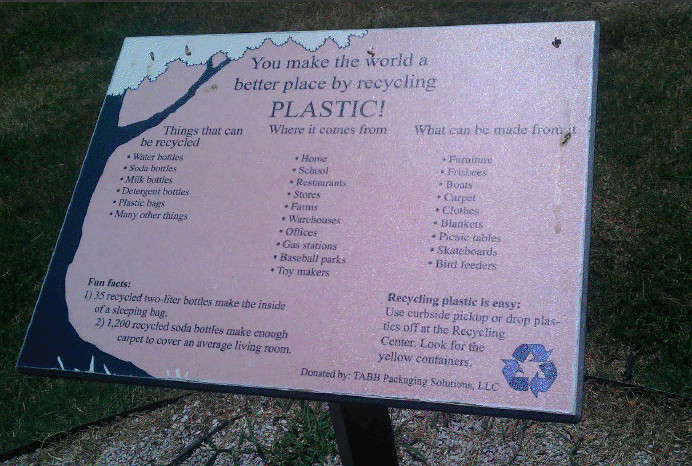 You make the world a
better place by recycling
PLASTIC!
Things that can
be recycled
• Water bottles
• Soda bottles
• Milk bottles
• Detergent bottles
• Plastic bags
• Many other things
Where it comes from
• Home
• School
• Restaurants
• Stores
• Farms
• Warehouses
• Offices
• Gas stations
• Baseball parks
• Toy makers
What can be made from it
• Furniture
• Frisbees
• Boats
• Carpet
• Clothes
• Blankets
• Picnic tables
• Skateboards
• Bird feeders
Fun facts:
1) 35 recycled two-liter bottles make the inside
of a sleeping bag.
2) 1,200 recycled soda bottles make enough
carpet to cover an average living room.
Recycling plastic is easy:
Use curbside pickup or drop plas-
tics off at the Recycling
Center. Look for the
yellow containers.
Donated by: TABB Packaging Solutions, LLC